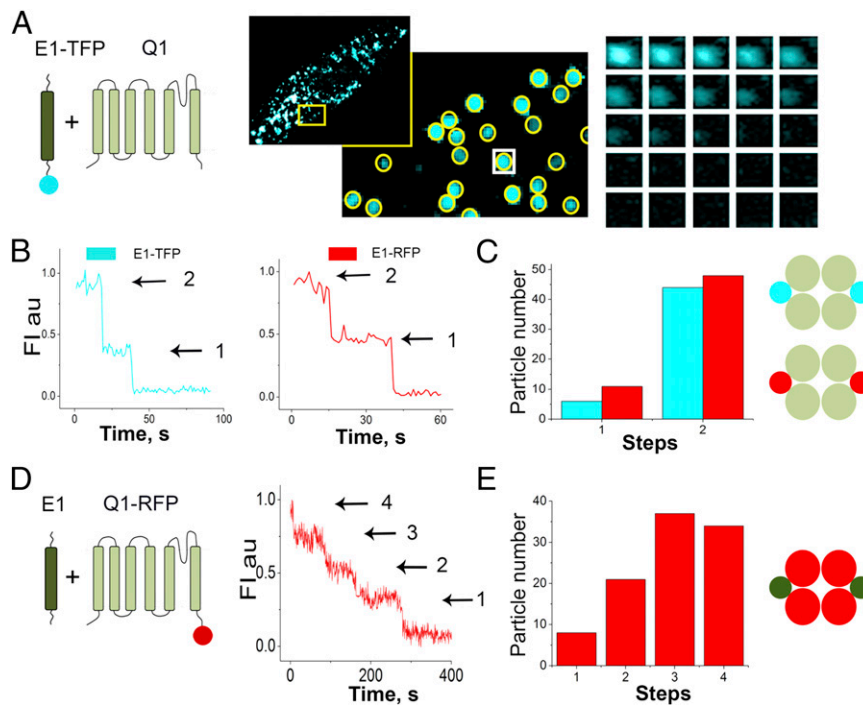 A
E1-TFP Q1
+
B
E1-TFP
E1-RFP
2
1
2
1
FI au
1.0
0.5
0.0
0 50 100
Time, s
1.0
0.5
0.0
0 30 60
Time, s
C
Particle number
50
40
30
20
10
0
1 2
Steps
D
E1 Q1-RFP
+
FI au
1.0
0.5
0.0
4
3
2
1
0 200 400
Time, s
E
Particle number
40
30
20
10
0
1 2 3 4
Steps